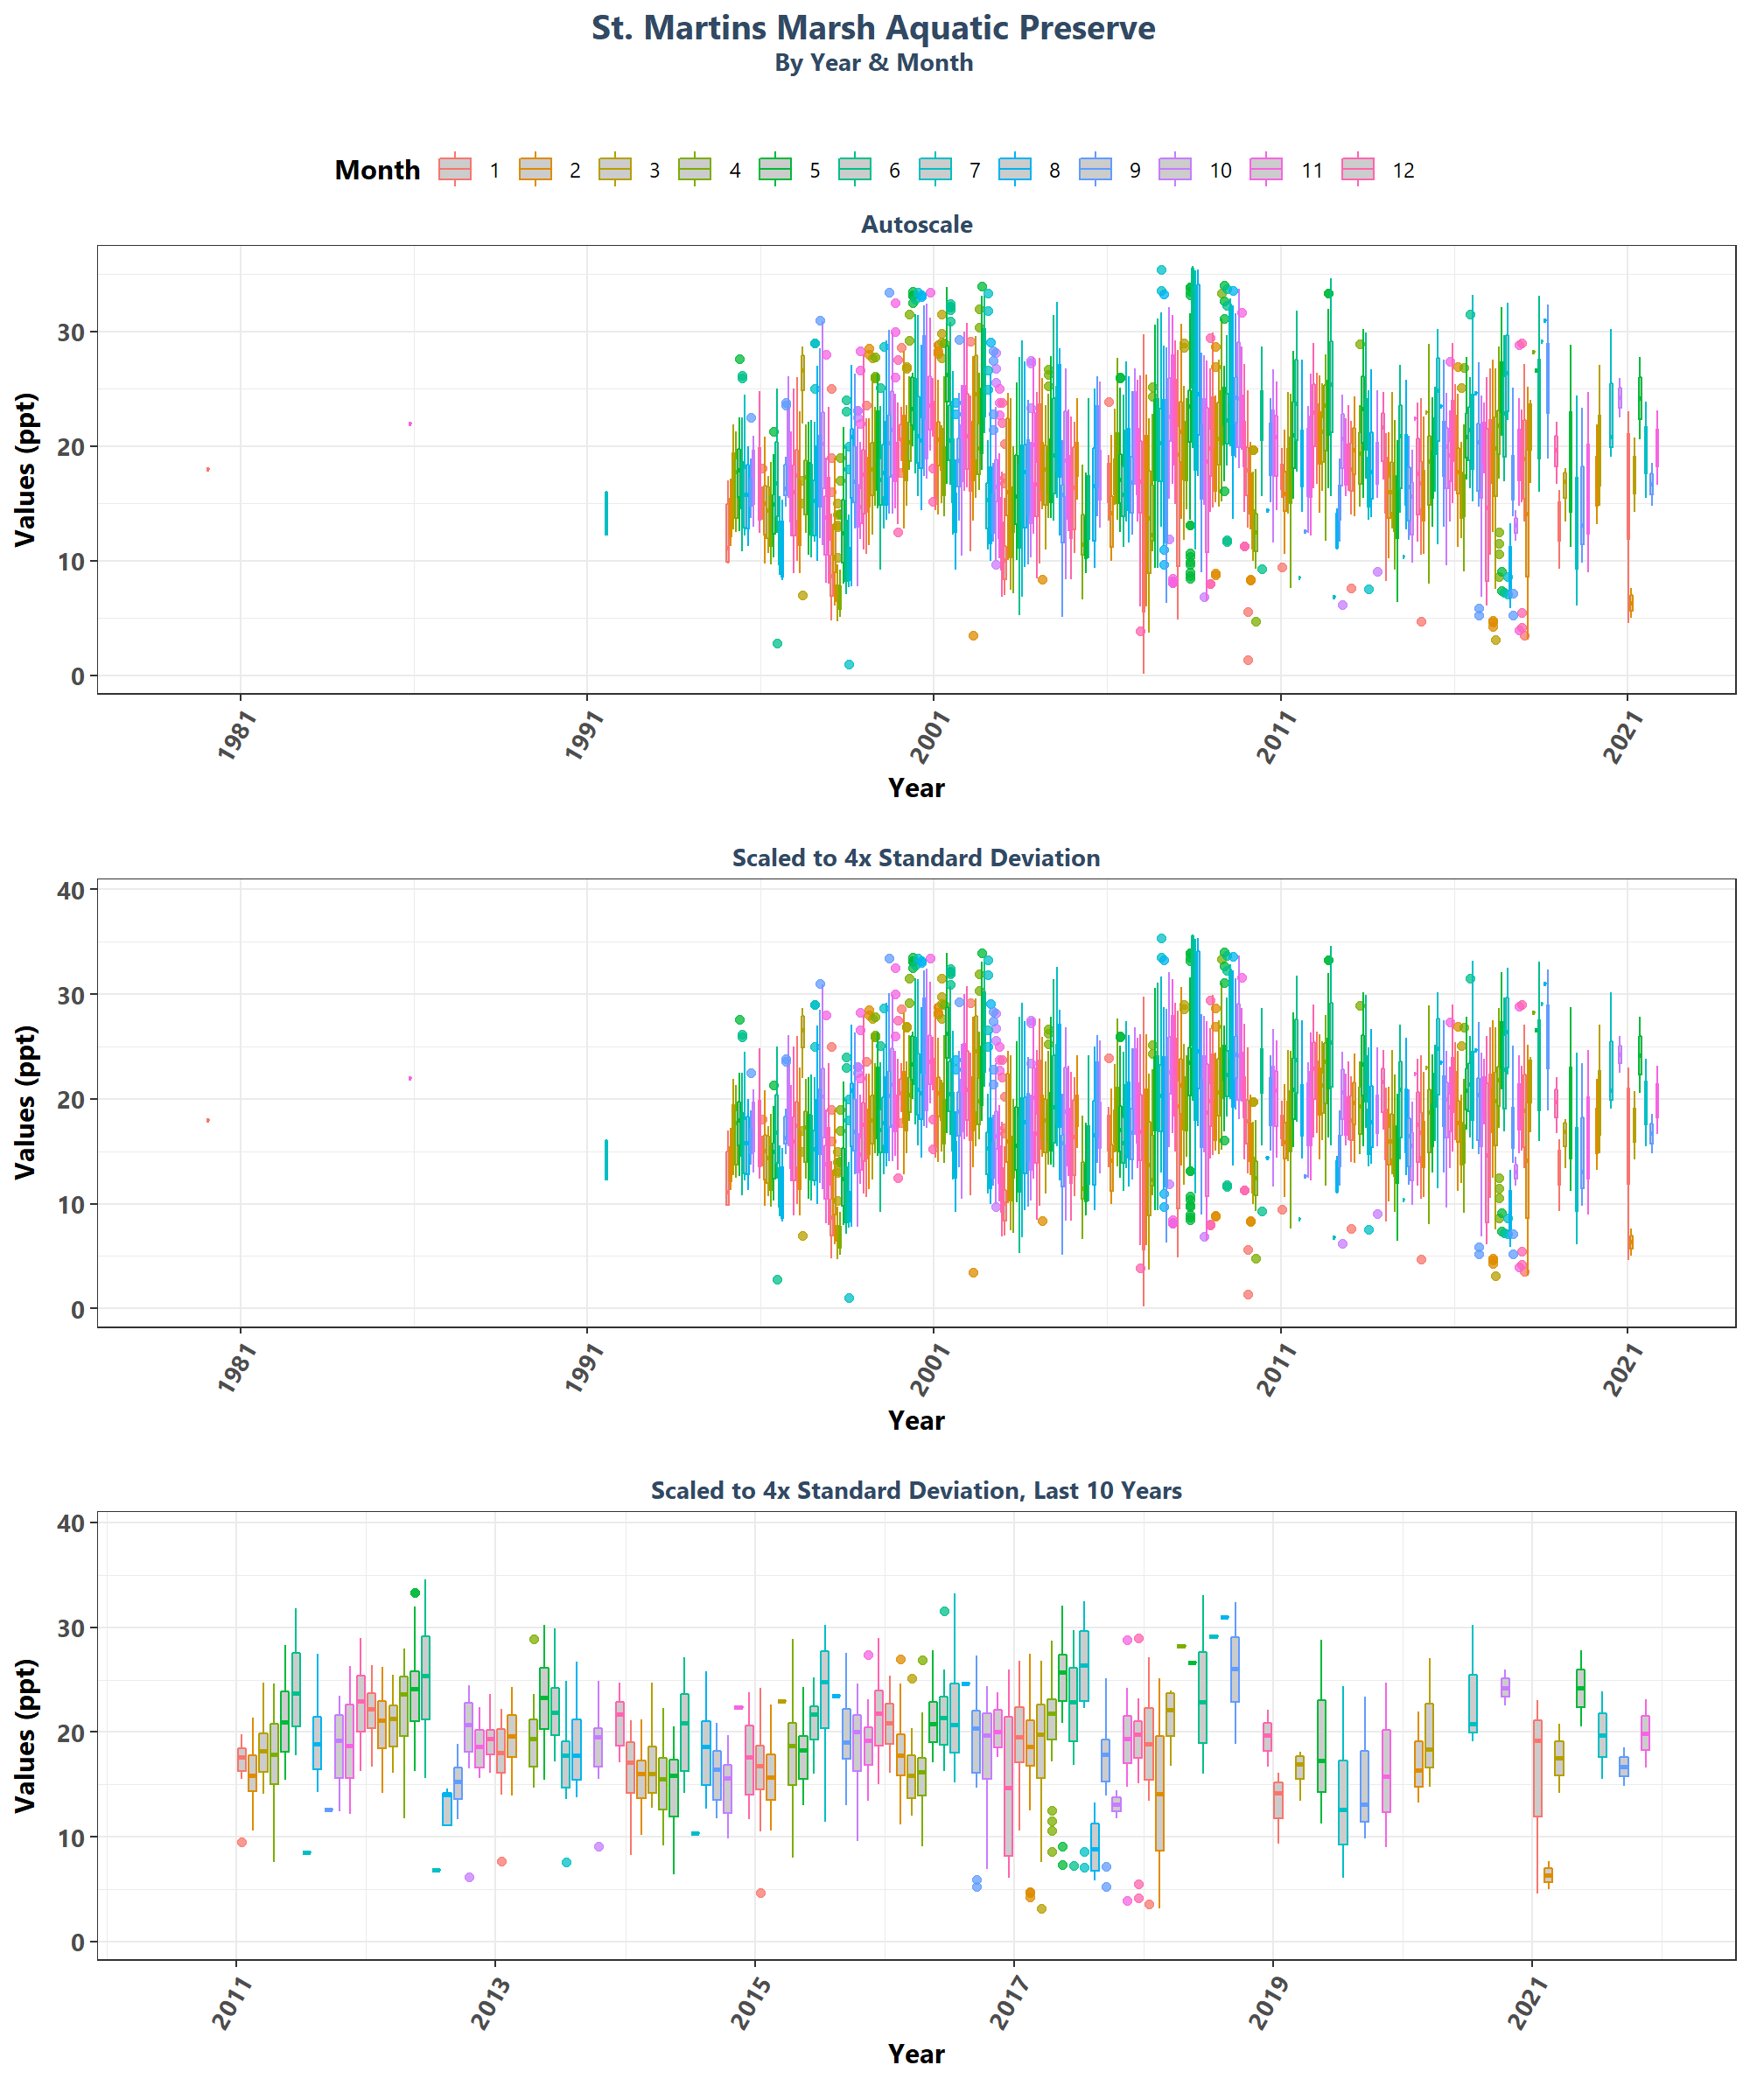 St. Martins Marsh Aquatic Preserve
By Year & Month
Month 1 2 3 4 5 6 7 8 9 10 11 12
Autoscale
Values (ppt)
30
20
10
0
1981 1991 2001 2011 2021
Year
Scaled to 4x Standard Deviation
Values (ppt)
40
30
20
10
0
1981 1991 2001 2011 2021
Year
Scaled to 4x Standard Deviation, Last 10 Years
Values (ppt)
40
30
20
10
0
2011 2013 2015 2017 2019 2021
Year